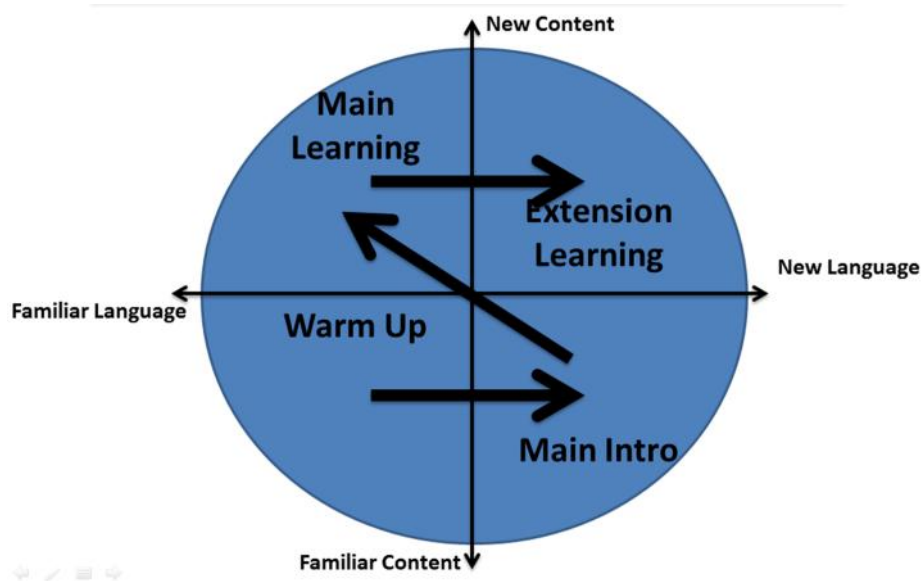 New Content
Main
Learning
Extension
Learning
New Language
Familiar Language
Warm Up
Main Intro
Familiar Content